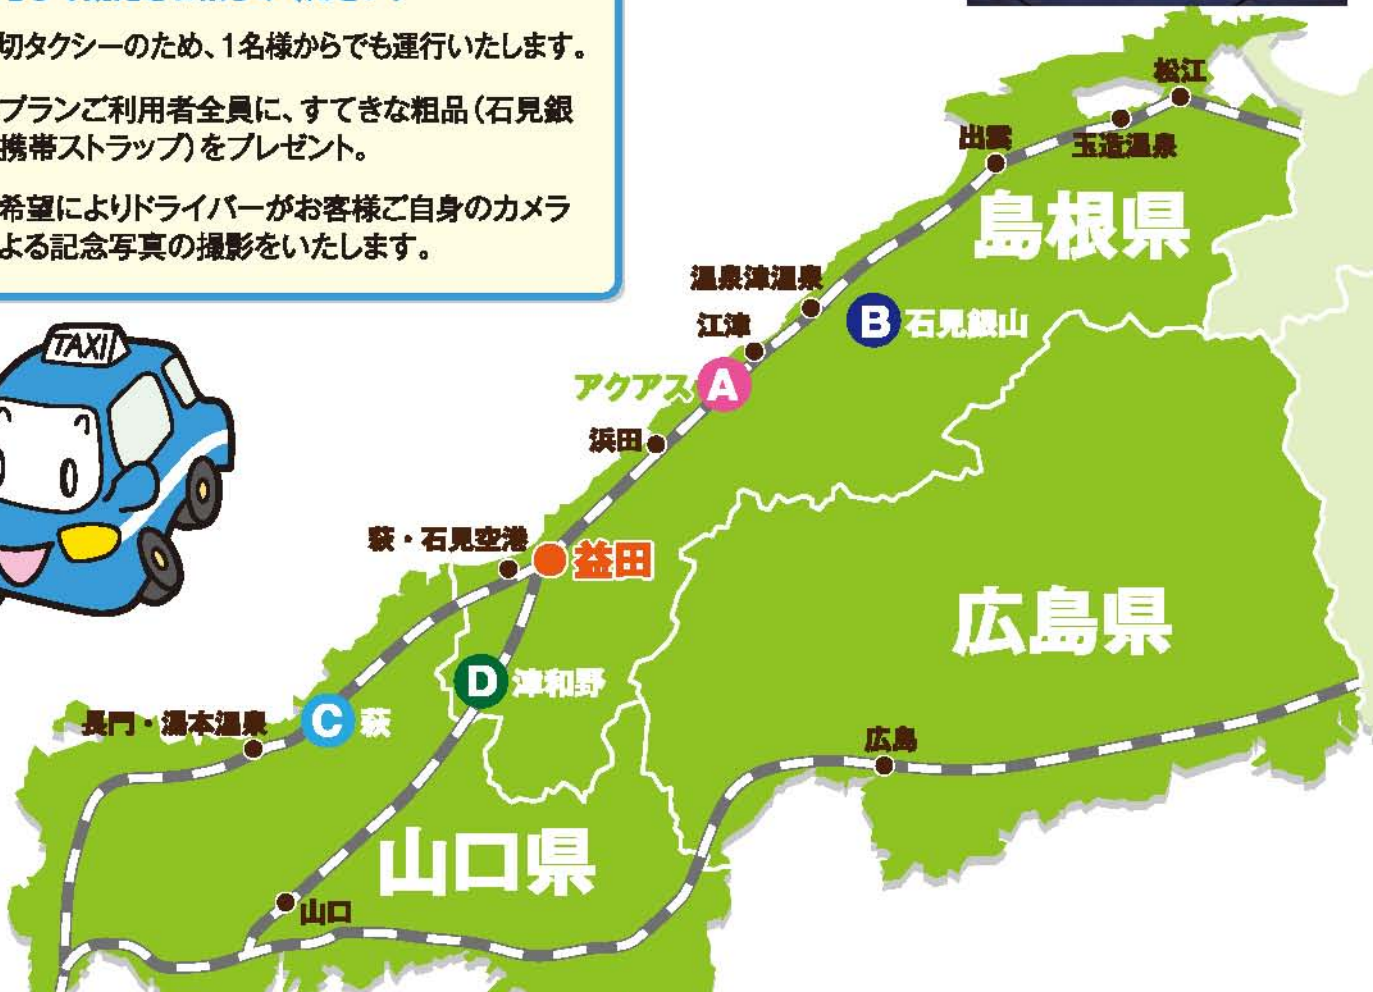 切タクシーのため、1名様からでも運行いたします。
プランご利用者全員に、すてきな粗品(石見銀
携帯ストラップ)をプレゼント。
希望によりドライバーがお客様ご自身のカメラ
よる記念写真の撮影をいたします。
TAXI
松江
出雲
玉造温泉
島根県
温泉津温泉
B 石見銀山
江津
アクアス A
浜田
萩・石見空港
益田
広島県
D 津和野
長門・湯本温泉
C 萩
広島
山口県
山口